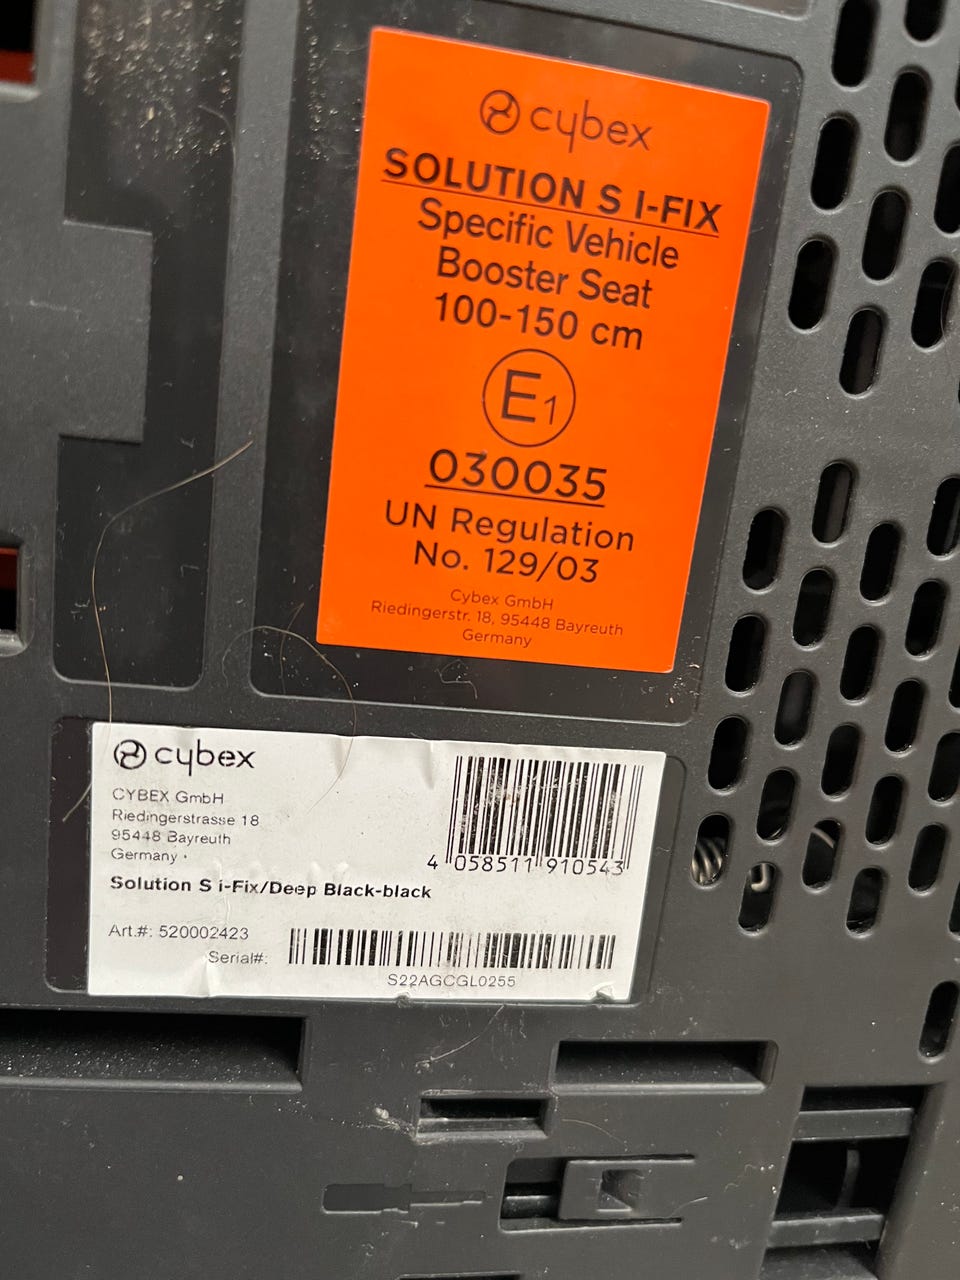 cybex
SOLUTION S I-FIX
Specific Vehicle
Booster Seat
100-150 cm
E1
030035
UN Regulation
No. 129/03
Cybex GmbH
Riedingerstr. 18, 95448 Bayreuth
Germany
cybex
CYBEX GmbH
Riedingerstrasse 18
95448 Bayreuth
Germany
4 058511 910543
Solution S i-Fix/Deep Black-black
Art.#: 520002423
Serial#:
S22AGCGL0255